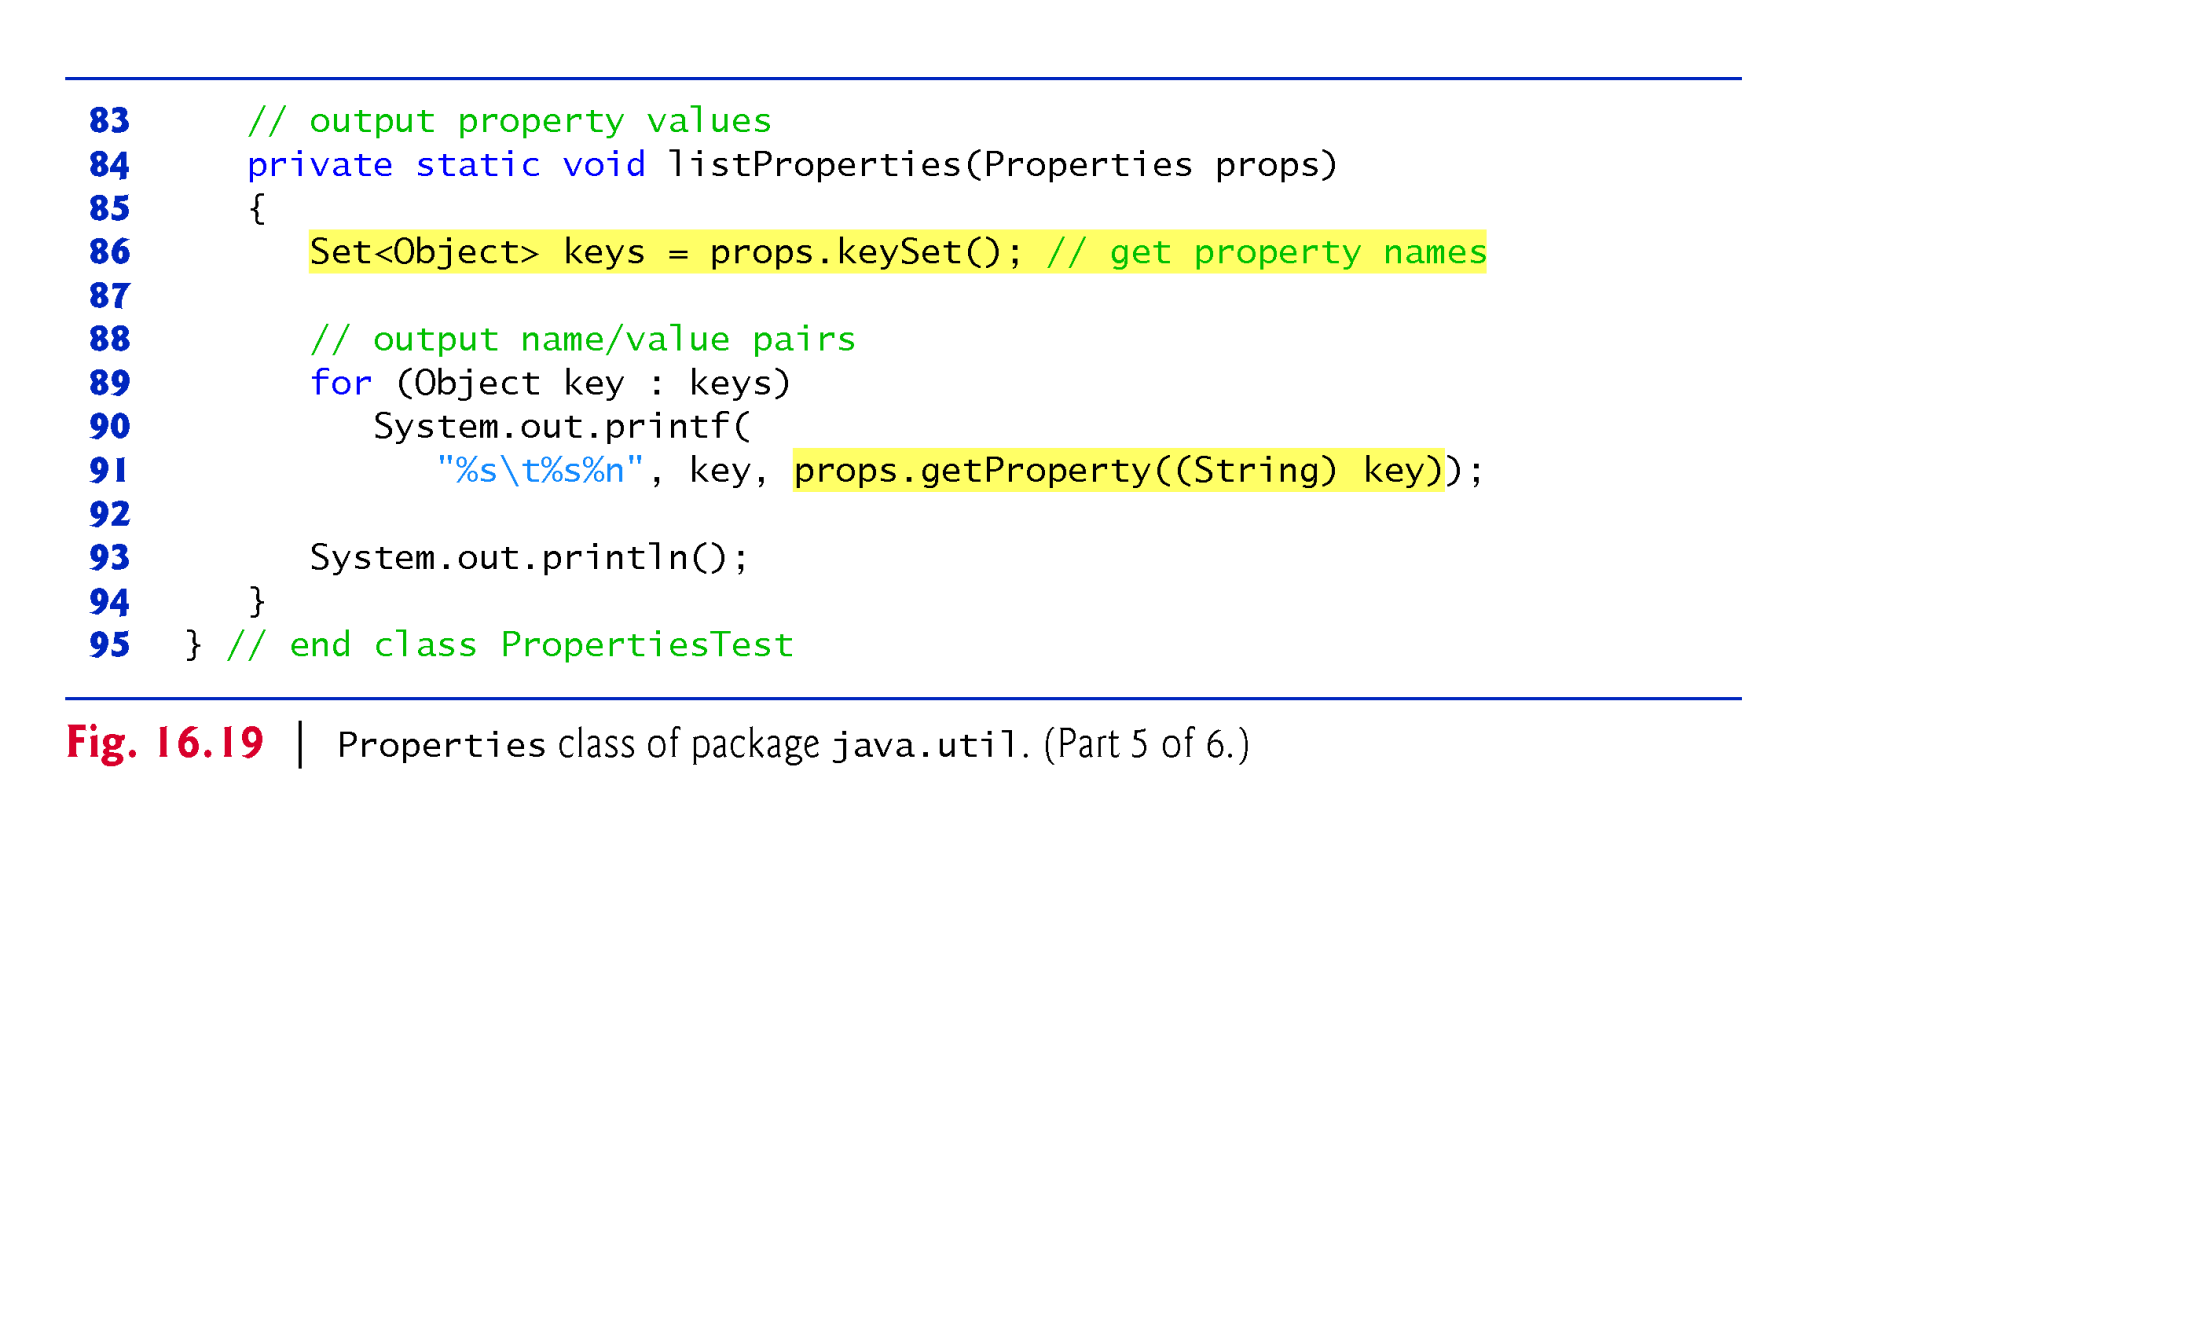 83 // output property values
84 private static void listProperties(Properties props)
85 {
86 Set<Object> keys = props.keySet(); // get property names
87
88 // output name/value pairs
89 for (Object key : keys)
90 System.out.printf(
91 "%s\t%s%n", key, props.getProperty((String) key));
92
93 System.out.println();
94 }
95 } // end class PropertiesTest
Fig. 16.19 | Properties class of package java.util. (Part 5 of 6.)